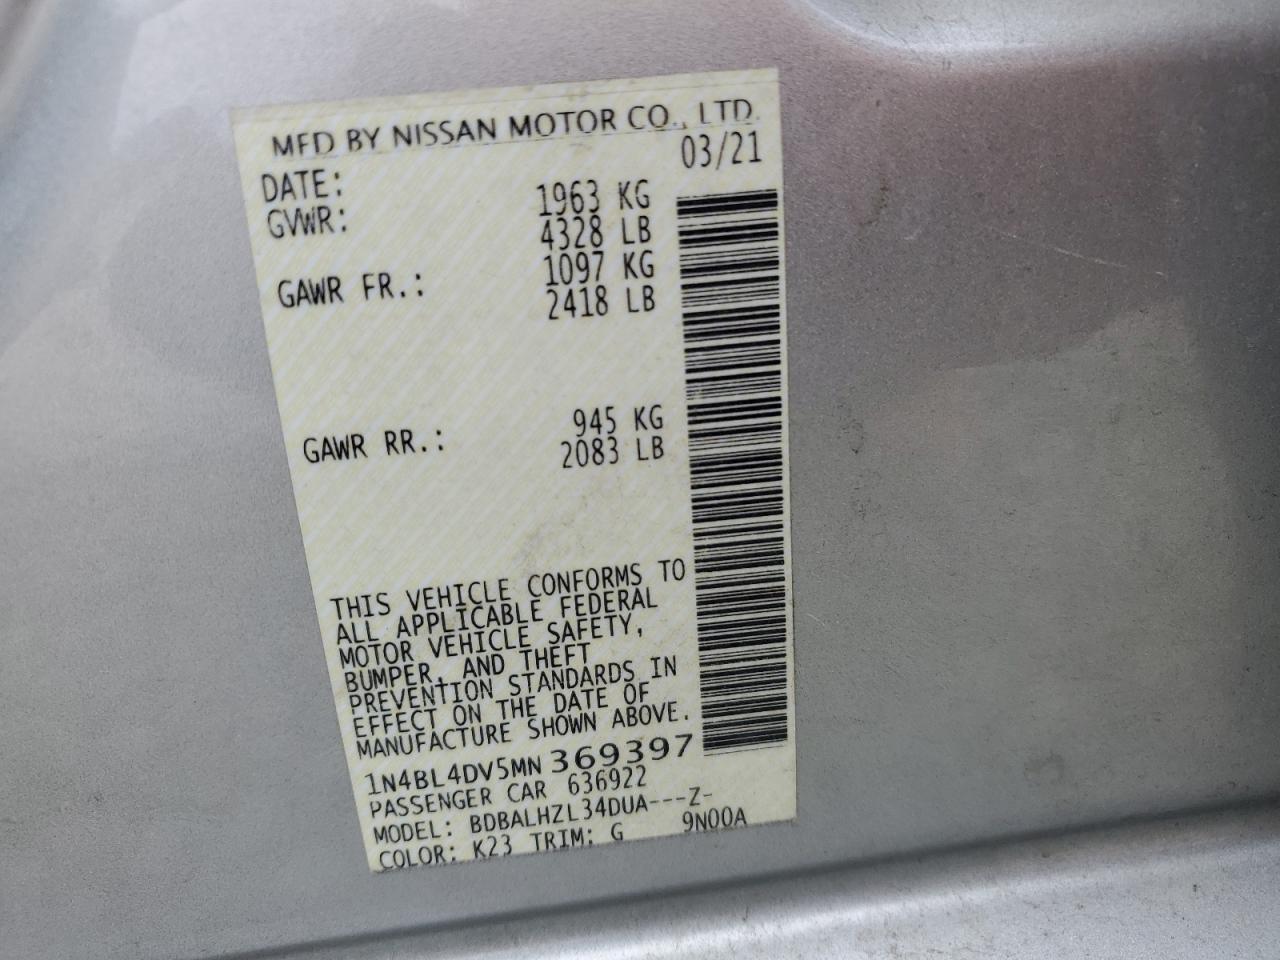 MFD BY NISSAN MOTOR CO., LTD.
DATE: 03/21
GVWR: 1963 KG
4328 LB
GAWR FR.: 1097 KG
2418 LB
GAWR RR.: 945 KG
2083 LB
THIS VEHICLE CONFORMS TO
ALL APPLICABLE FEDERAL
MOTOR VEHICLE SAFETY,
BUMPER, AND THEFT
PREVENTION STANDARDS IN
EFFECT ON THE DATE OF
MANUFACTURE SHOWN ABOVE.
1N4BL4DV5MN 369397
PASSENGER CAR 636922
MODEL: BDBALHZL34DUA---Z-
COLOR: K23 TRIM: G 9N00A